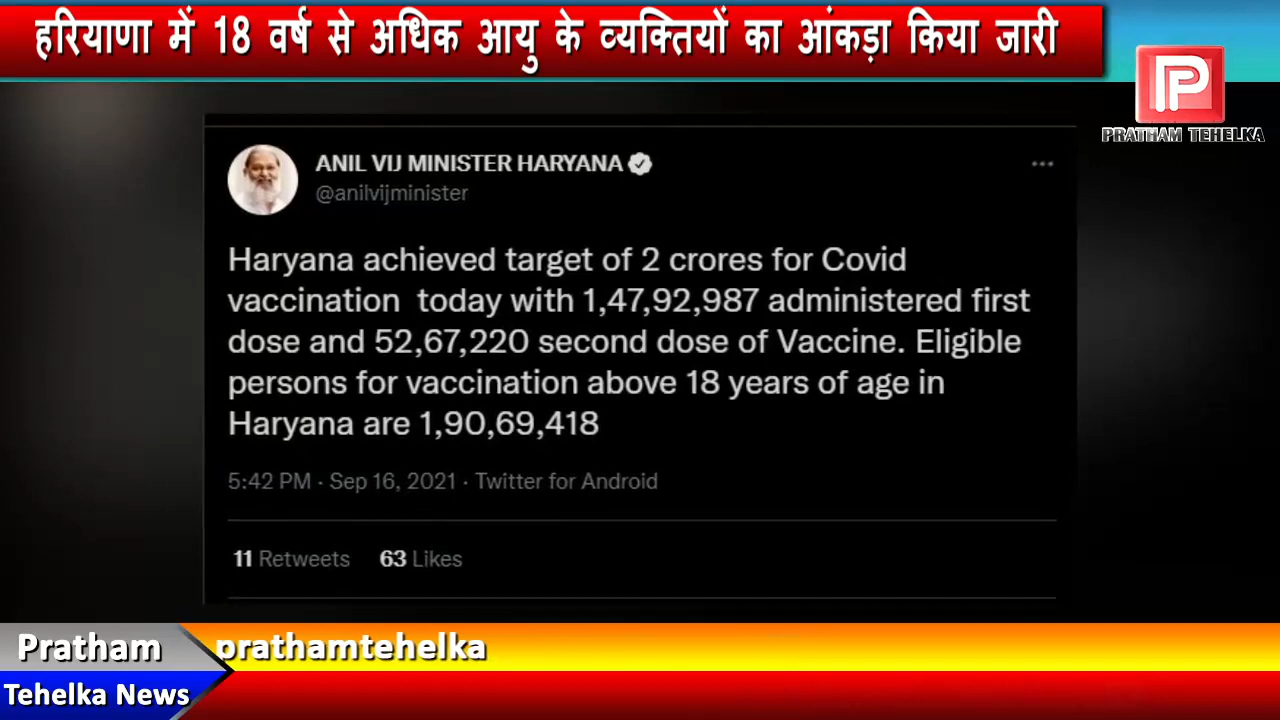 हरियाणा में 18 वर्ष से अधिक आयु के व्यक्तियों का आंकड़ा किया जारी
P
PRATHAM TEHELKA
ANIL VIJ MINISTER HARYANA
@anilvijminister
Haryana achieved target of 2 crores for Covid
vaccination today with 1,47,92,987 administered first
dose and 52,67,220 second dose of Vaccine. Eligible
persons for vaccination above 18 years of age in
Haryana are 1,90,69,418
5:42 PM · Sep 16, 2021 · Twitter for Android
11 Retweets 63 Likes
Pratham prathamtehelka
Tehelka News